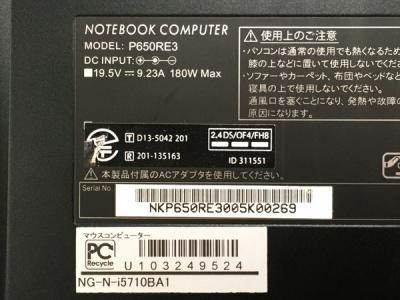 NOTEBOOK COMPUTER
MODEL: P650RE3
DC INPUT:
19.5V 9.23A 180W Max
使用上のご注意
・パソコンは通常の使用でも熱くなるため
膝の上などに置いて使用しないでください
・ソファーやカーペット、布団やベッドなど
寝具の上に使用しないでください。
通風口を塞ぐことになり、発熱や故障の
原因になります。
T D13-5042 201
R 201-135163
2.4DS/OF4/FH8
ID 311551
本製品付属のACアダプタを使用してください。
Serial No
NKP650RE3005K00269
マウスコンピューター
PC
Recycle
U103249524
NG-N-i5710BA1